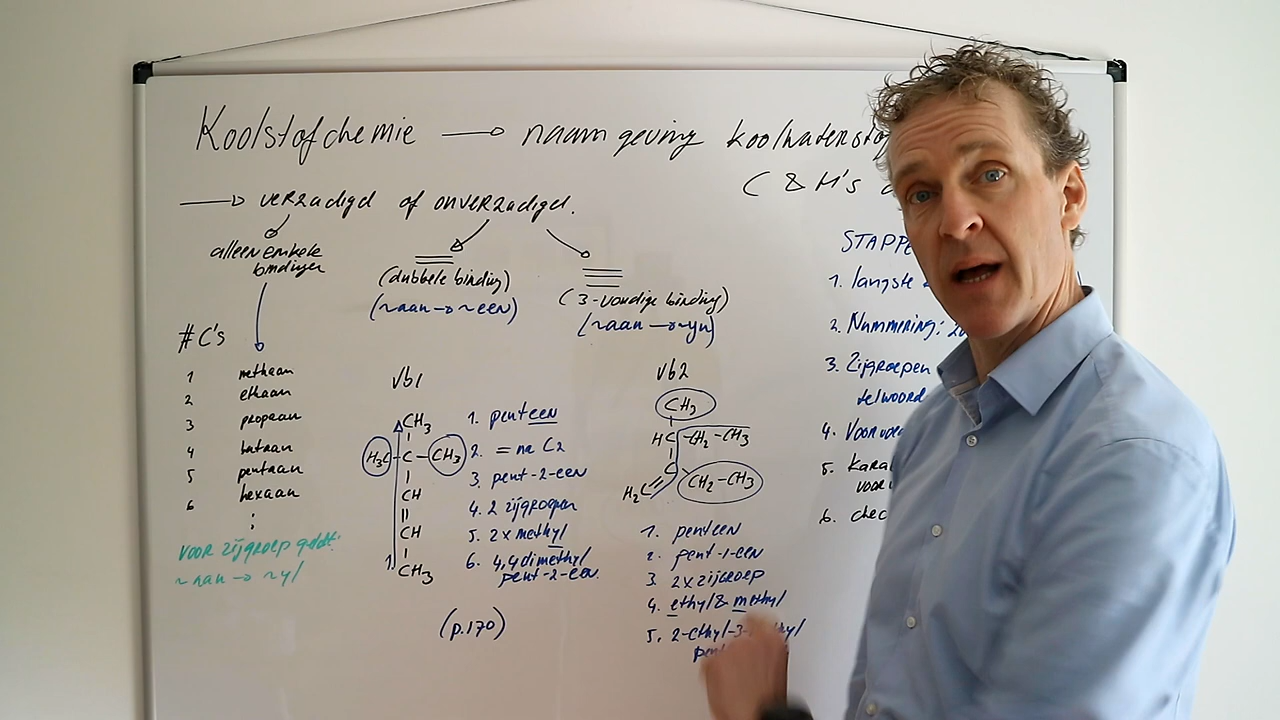 Koolstofchemie → naamgeving koolwaterstof
C & H's
→ verzadigd of onverzadigd.
alleen enkele
bindingen
(dubbele binding)
(~aan → ~een)
(3-voudige binding)
(~aan → ~yn)
# C's
1 methaan
2 ethaan
3 propaan
4 butaan
5 pentaan
6 hexaan
:
voor zijgroep geldt:
~aan → ~yl
vb1
CH3
H3C - C - CH3
CH
CH
1 CH3
1. penteen
2. = na C2
3. pent-2-een
4. 2 zijgroepen
5. 2x methyl
6. 4,4 dimethyl
pent-2-een.
(p.170)
vb2
CH3
HC - CH2 - CH3
C
H2C
CH2 - CH3
1. penteen
2. pent-1-een
3. 2x zijgroep
4. ethyl & methyl
5. 2-ethyl-3-methyl
STAPPE
1. langste
2. Nummering:
3. Zijgroepen
telwoord
4. Voorvoe
5.
6. chec